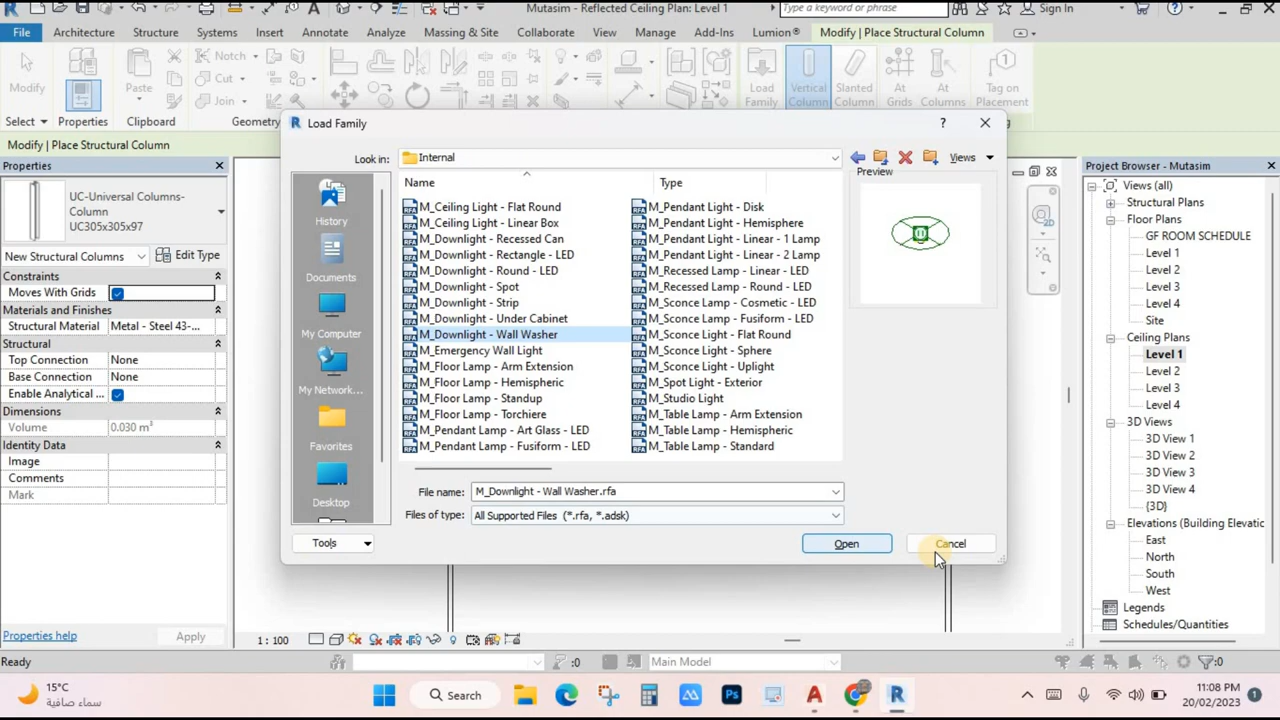 Mutasim - Reflected Ceiling Plan: Level 1
Type a keyword or phrase
Sign In
File Architecture Structure Systems Insert Annotate Analyze Massing & Site Collaborate View Manage Add-Ins Lumion® Modify | Place Structural Column
Modify
Properties
Paste
Notch
Cut
Join
Load Family
Vertical Column
Slanted Column
At Grids
At Columns
Tag on Placement
Select
Properties
Clipboard
Geometry
Modify | Place Structural Column
Properties
UC-Universal Columns-Column
UC305x305x97
New Structural Columns
Edit Type
Constraints
Moves With Grids
Materials and Finishes
Structural Material Metal - Steel 43-...
Structural
Top Connection None
Base Connection None
Enable Analytical ...
Dimensions
Volume 0.030 m³
Identity Data
Image
Comments
Mark
Properties help
Apply
Load Family
Look in: Internal
Views
Preview
Name Type
History
Documents
My Computer
My Network...
Favorites
Desktop
M_Ceiling Light - Flat Round
M_Ceiling Light - Linear Box
M_Downlight - Recessed Can
M_Downlight - Rectangle - LED
M_Downlight - Round - LED
M_Downlight - Spot
M_Downlight - Strip
M_Downlight - Under Cabinet
M_Downlight - Wall Washer
M_Emergency Wall Light
M_Floor Lamp - Arm Extension
M_Floor Lamp - Hemispheric
M_Floor Lamp - Standup
M_Floor Lamp - Torchiere
M_Pendant Lamp - Art Glass - LED
M_Pendant Lamp - Fusiform - LED
M_Pendant Light - Disk
M_Pendant Light - Hemisphere
M_Pendant Light - Linear - 1 Lamp
M_Pendant Light - Linear - 2 Lamp
M_Recessed Lamp - Linear - LED
M_Recessed Lamp - Round - LED
M_Sconce Lamp - Cosmetic - LED
M_Sconce Lamp - Fusiform - LED
M_Sconce Light - Flat Round
M_Sconce Light - Sphere
M_Sconce Light - Uplight
M_Spot Light - Exterior
M_Studio Light
M_Table Lamp - Arm Extension
M_Table Lamp - Hemispheric
M_Table Lamp - Standard
File name: M_Downlight - Wall Washer.rfa
Files of type: All Supported Files (*.rfa, *.adsk)
Tools
Open
Cancel
Project Browser - Mutasim
Views (all)
Structural Plans
Floor Plans
GF ROOM SCHEDULE
Level 1
Level 2
Level 3
Level 4
Site
Ceiling Plans
Level 1
Level 2
Level 3
Level 4
3D Views
3D View 1
3D View 2
3D View 3
3D View 4
{3D}
Elevations (Building Elevatio
East
North
South
West
Legends
Schedules/Quantities
1 : 100
Ready
:0
Main Model
:0
15°C
سماء صافية
Search
11:08 PM
20/02/2023